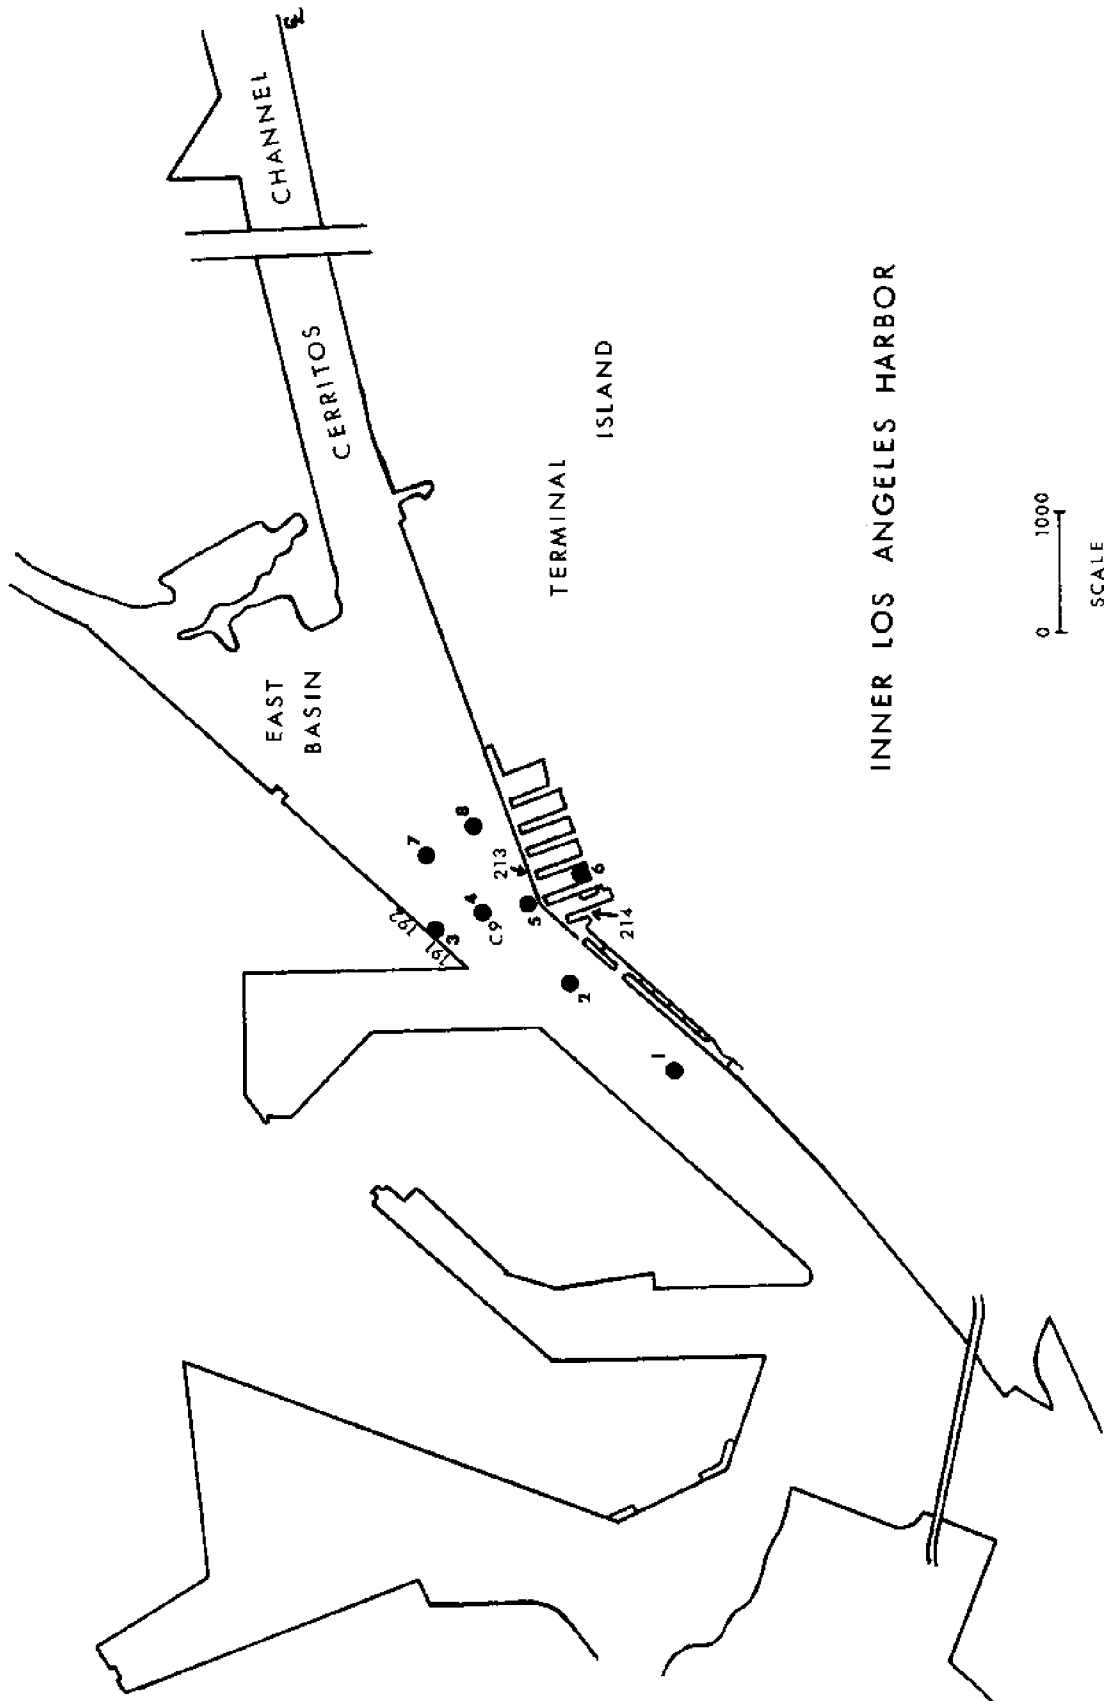 CERRITOS CHANNEL
EAST
BASIN
TERMINAL
ISLAND
192
191
3
7
8
4
C9
213
5
6
214
2
1
INNER LOS ANGELES HARBOR
0 1000
SCALE